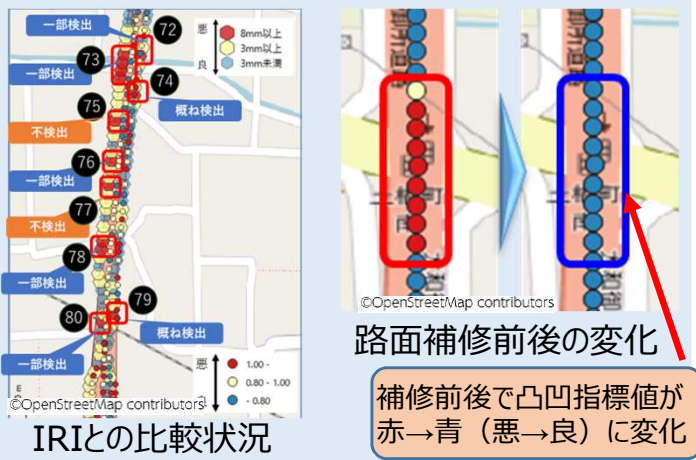 一部検出
72
悪
良
8mm以上
3mm以上
3mm未満
73
一部検出
74
概ね検出
75
不検出
76
一部検出
77
不検出
78
一部検出
79
80
概ね検出
一部検出
悪
良
1.00 -
0.80 - 1.00
- 0.80
©OpenStreetMap contributors
IRIとの比較状況
©OpenStreetMap contributors
路面補修前後の変化
補修前後で凸凹指標値が
赤→青（悪→良）に変化